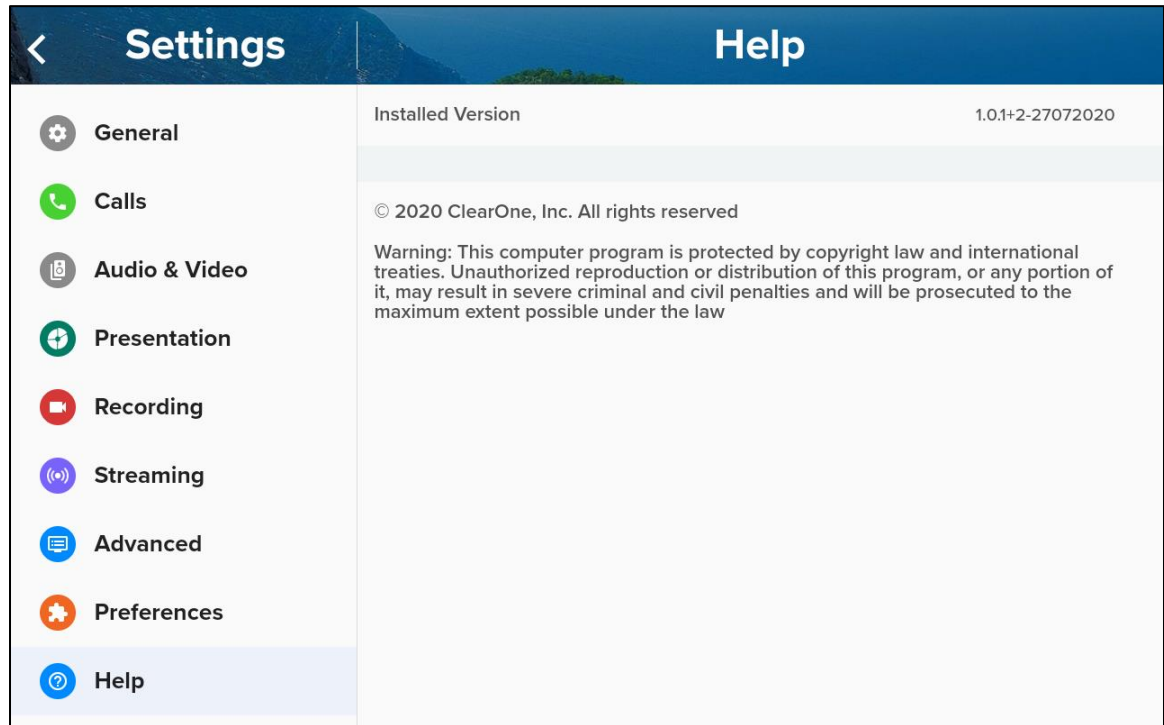 Settings
Help
General
Calls
Audio & Video
Presentation
Recording
Streaming
Advanced
Preferences
Help
Installed Version 1.0.1+2-27072020
© 2020 ClearOne, Inc. All rights reserved
Warning: This computer program is protected by copyright law and international
treaties. Unauthorized reproduction or distribution of this program, or any portion of
it, may result in severe criminal and civil penalties and will be prosecuted to the
maximum extent possible under the law